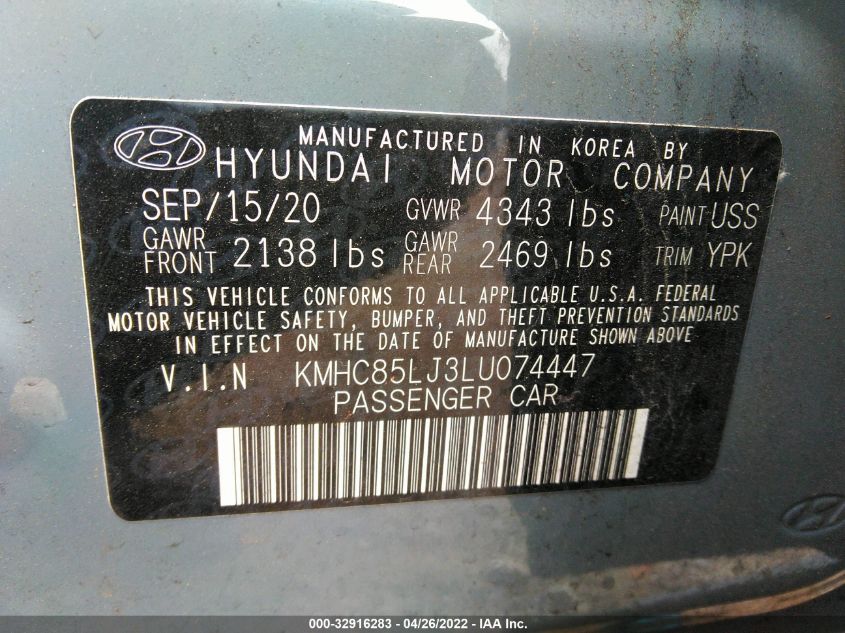 MANUFACTURED IN KOREA BY
HYUNDAI MOTOR COMPANY
SEP/15/20 GVWR 4343 lbs PAINT USS
GAWR FRONT 2138 lbs GAWR REAR 2469 lbs TRIM YPK
THIS VEHICLE CONFORMS TO ALL APPLICABLE U.S.A. FEDERAL
MOTOR VEHICLE SAFETY, BUMPER, AND THEFT PREVENTION STANDARDS
IN EFFECT ON THE DATE OF MANUFACTURE SHOWN ABOVE
V.I.N KMHC85LJ3LU074447
PASSENGER CAR
000-32916283 - 04/26/2022 - IAA Inc.